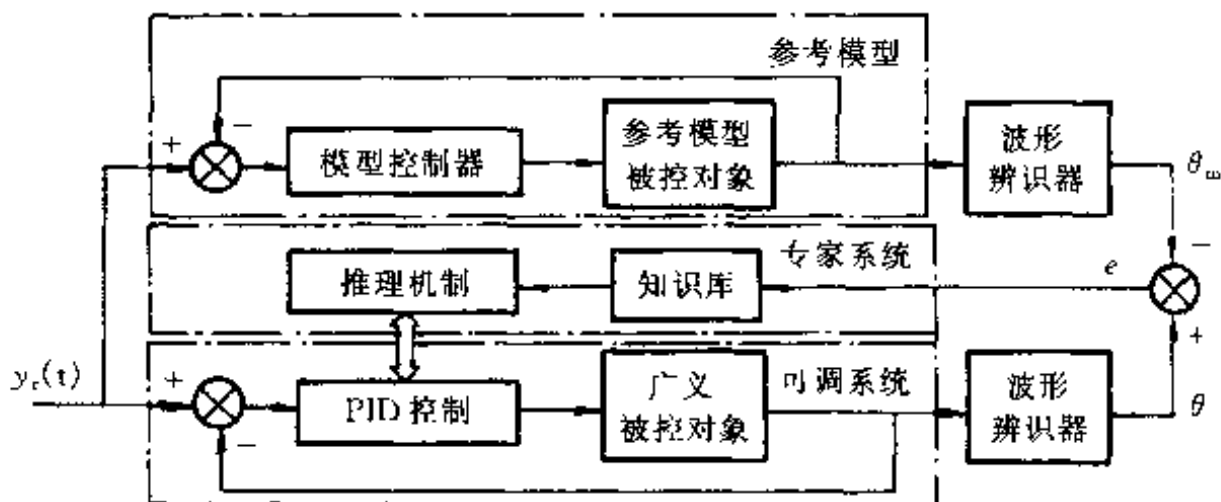 参考模型
+
−
模型控制器
参考模型
被控对象
波形
辨识器
θm
−
专家系统
推理机制
知识库
e
+
yr(t)
+
−
PID 控制
广义
被控对象
可调系统
波形
辨识器
θ